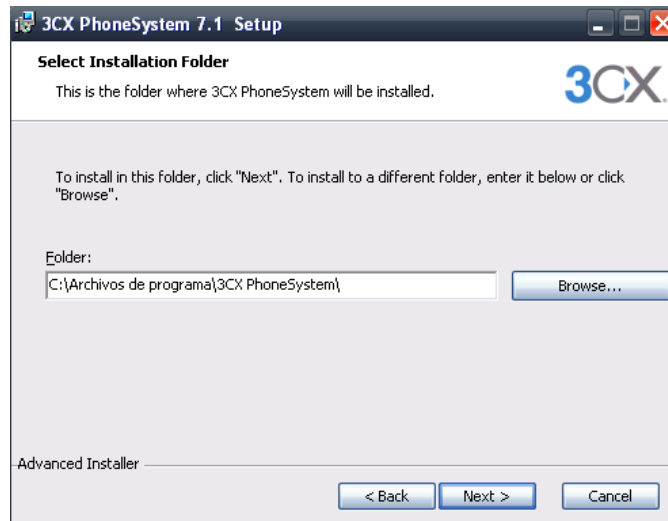 3CX PhoneSystem 7.1 Setup
Select Installation Folder
This is the folder where 3CX PhoneSystem will be installed.
3CX
To install in this folder, click "Next". To install to a different folder, enter it below or click
"Browse".
Folder:
C:\Archivos de programa\3CX PhoneSystem\
Browse...
Advanced Installer
< Back
Next >
Cancel